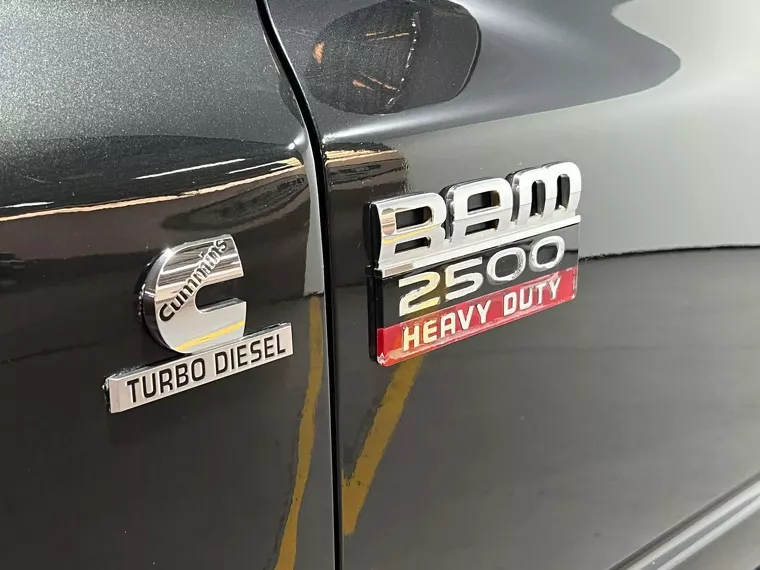 Cummins
TURBO DIESEL
RAM
2500
HEAVY DUTY